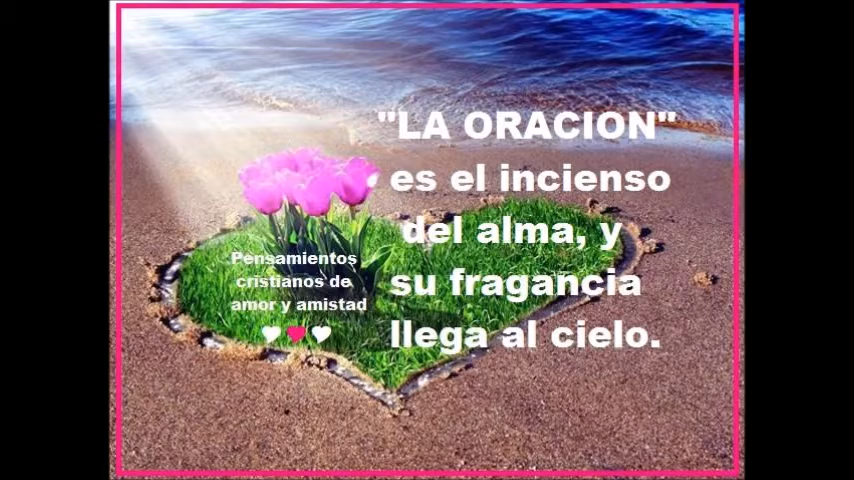 "LA ORACION"
es el incienso
del alma, y
su fragancia
llega al cielo.
Pensamientos
cristianos de
amor y amistad